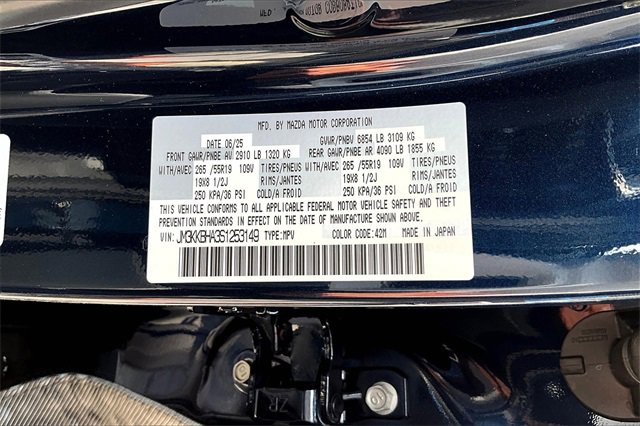 MFD. BY MAZDA MOTOR CORPORATION
DATE 06/25 GVWR/PNBV 6854 LB 3109 KG
FRONT GAWR/PNBE AV 2910 LB 1320 KG REAR GAWR/PNBE AR 4090 LB 1855 KG
WITH/AVEC 265 /55R19 109V TIRES/PNEUS WITH/AVEC 265 /55R19 109V TIRES/PNEUS
19X8 1/2J RIMS/JANTES 19X8 1/2J RIMS/JANTES
250 KPA/36 PSI COLD/A FROID 250 KPA/36 PSI COLD/A FROID
THIS VEHICLE CONFORMS TO ALL APPLICABLE FEDERAL MOTOR VEHICLE SAFETY AND THEFT
PREVENTION STANDARDS IN EFFECT ON THE DATE OF MANUFACTURE SHOWN ABOVE.
VIN: JM3KKBHA3S1253149 TYPE:MPV COLOR CODE:42M MADE IN JAPAN